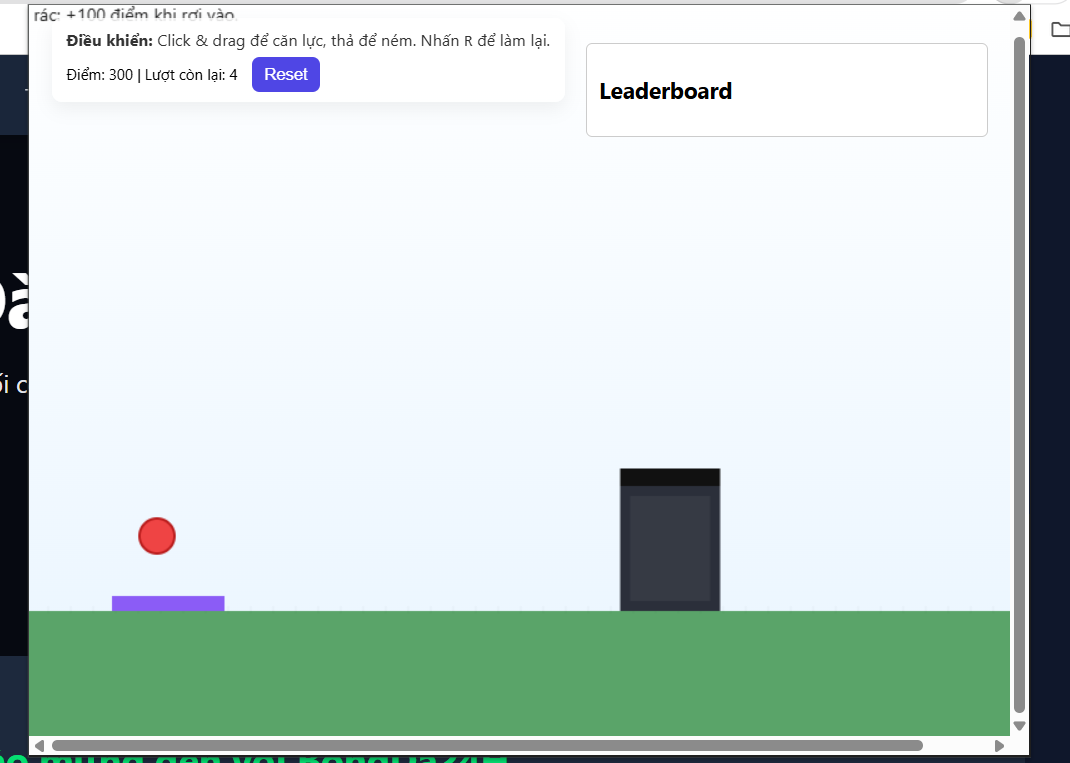 rác: +100 điểm khi rơi vào.
Điều khiển: Click & drag để căn lực, thả để ném. Nhấn R để làm lại.
Điểm: 300 | Lượt còn lại: 4 Reset
Leaderboard